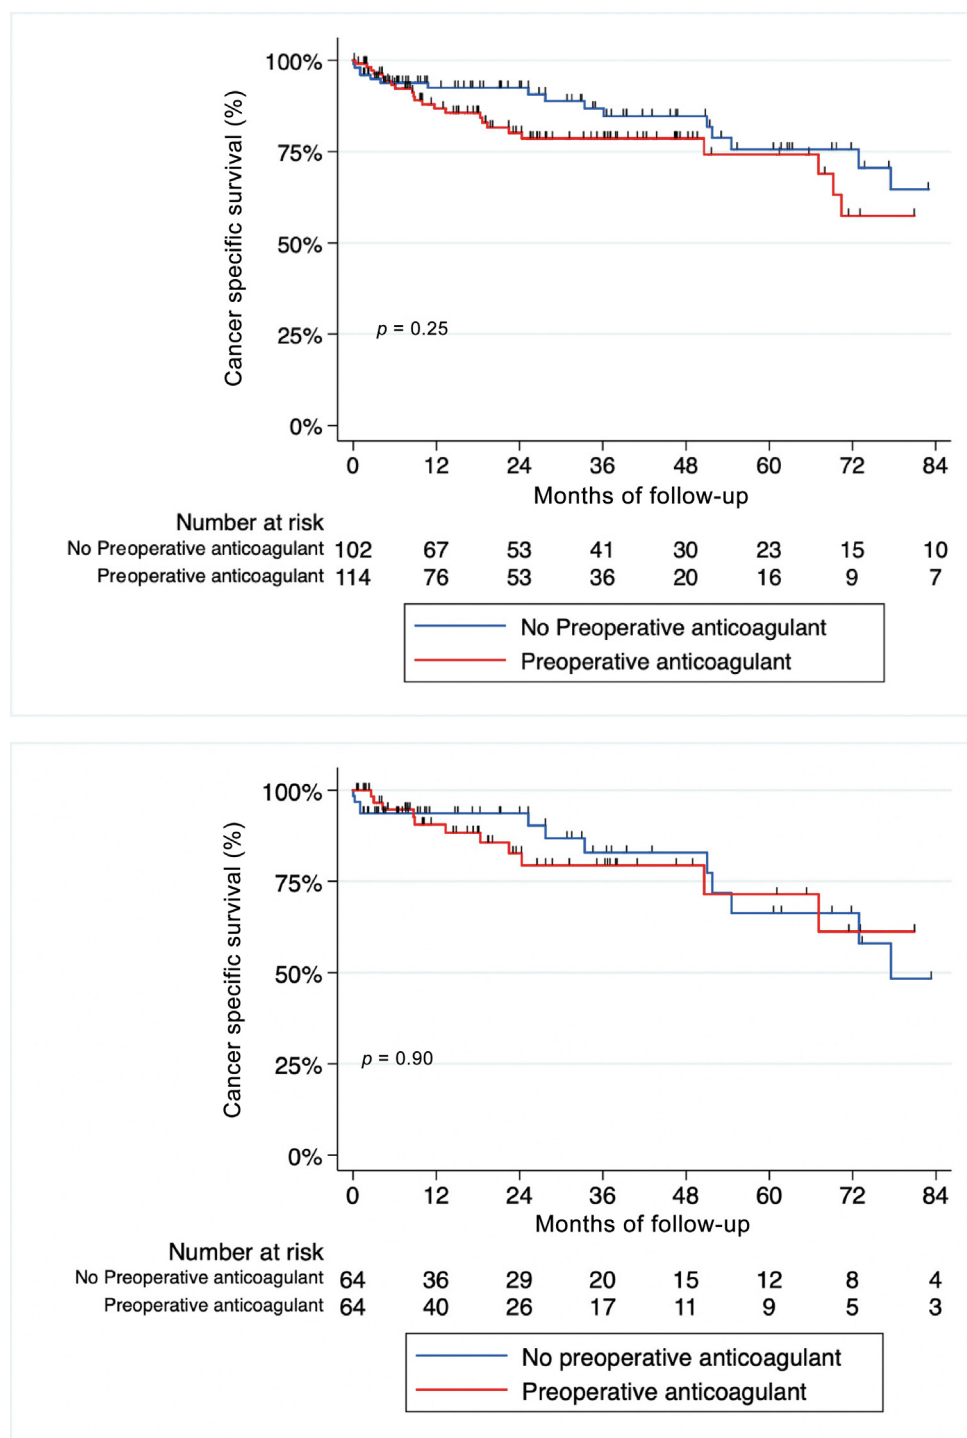 100%
75%
50%
25%
0%
Cancer specific survival (%)
p = 0.25
0 12 24 36 48 60 72 84
Months of follow-up
Number at risk
No Preoperative anticoagulant 102 67 53 41 30 23 15 10
Preoperative anticoagulant 114 76 53 36 20 16 9 7
No Preoperative anticoagulant
Preoperative anticoagulant
100%
75%
50%
25%
0%
Cancer specific survival (%)
p = 0.90
0 12 24 36 48 60 72 84
Months of follow-up
Number at risk
No Preoperative anticoagulant 64 36 29 20 15 12 8 4
Preoperative anticoagulant 64 40 26 17 11 9 5 3
No preoperative anticoagulant
Preoperative anticoagulant